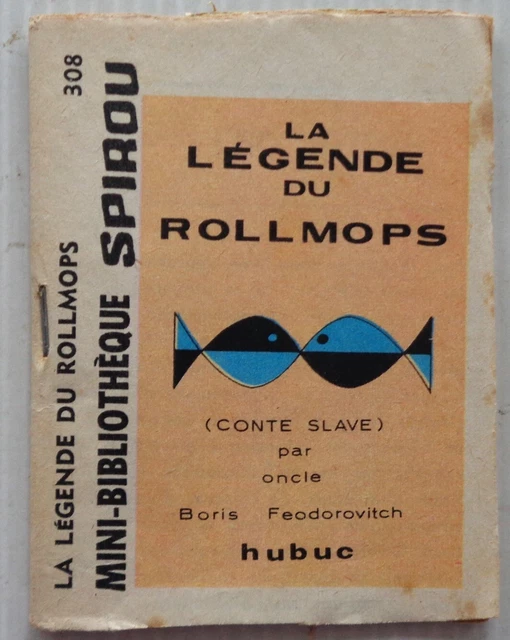 LA LÉGENDE DU ROLLMOPS 308
MINI-BIBLIOTHÈQUE SPIROU
LA
LÉGENDE
DU
ROLLMOPS
(CONTE SLAVE)
par
oncle
Boris Feodorovitch
hubuc